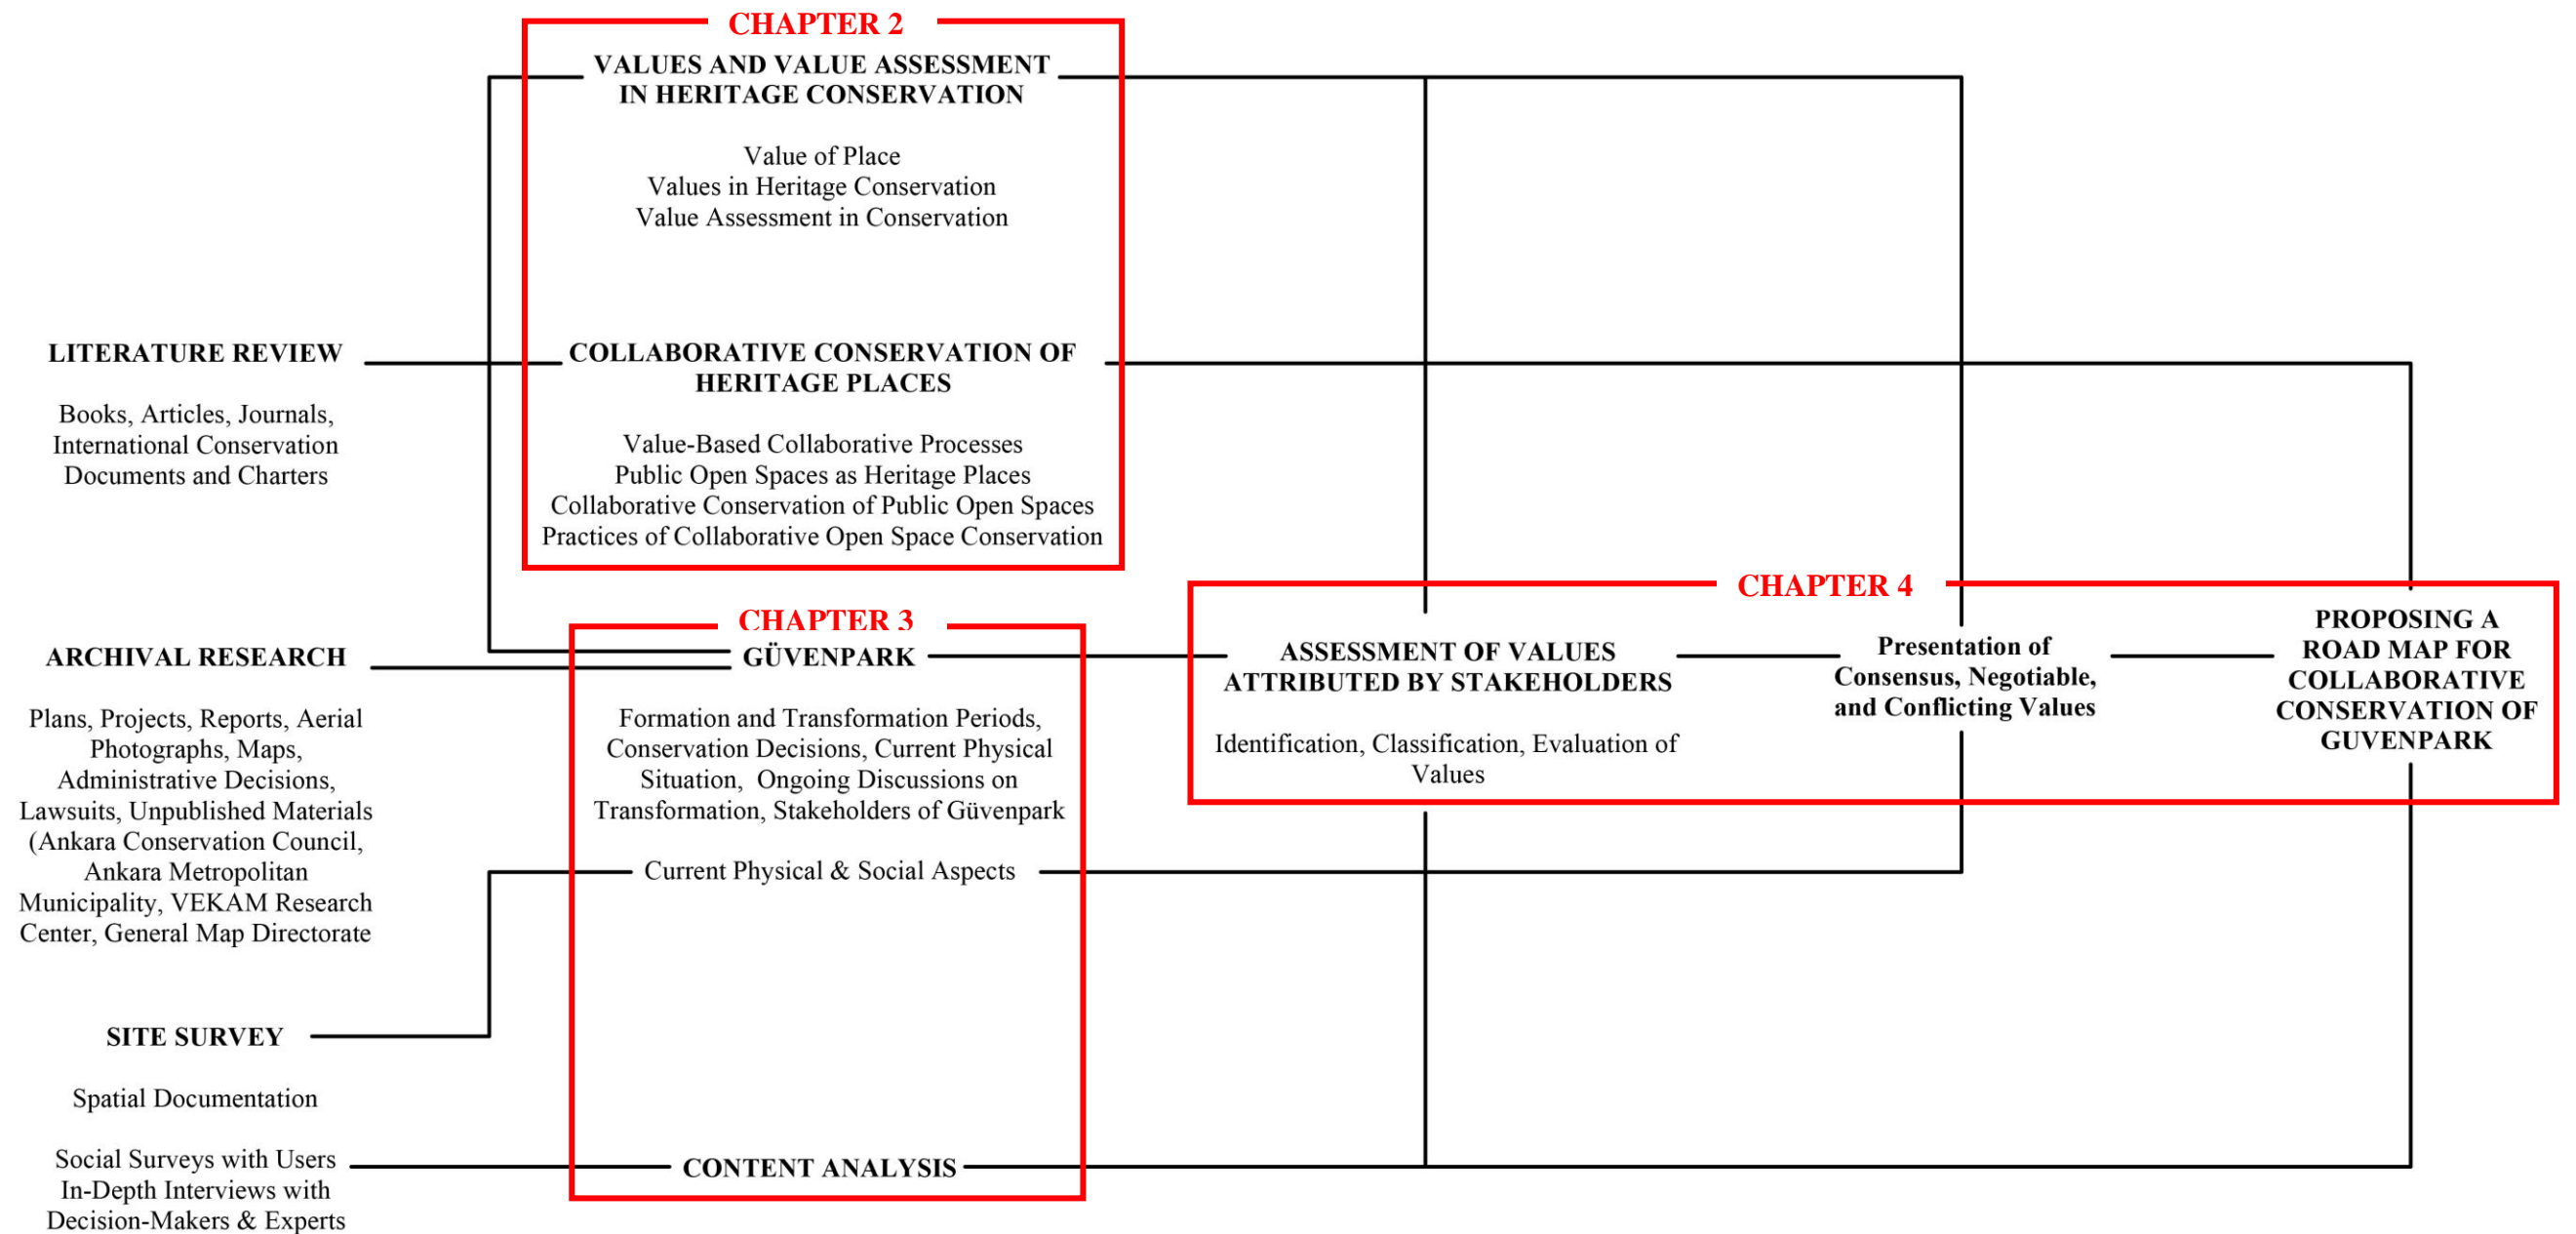 CHAPTER 2
VALUES AND VALUE ASSESSMENT
IN HERITAGE CONSERVATION
Value of Place
Values in Heritage Conservation
Value Assessment in Conservation
LITERATURE REVIEW
Books, Articles, Journals,
International Conservation
Documents and Charters
COLLABORATIVE CONSERVATION OF
HERITAGE PLACES
Value-Based Collaborative Processes
Public Open Spaces as Heritage Places
Collaborative Conservation of Public Open Spaces
Practices of Collaborative Open Space Conservation
ARCHIVAL RESEARCH
Plans, Projects, Reports, Aerial
Photographs, Maps,
Administrative Decisions,
Lawsuits, Unpublished Materials
(Ankara Conservation Council,
Ankara Metropolitan
Municipality, VEKAM Research
Center, General Map Directorate
CHAPTER 3
GÜVENPARK
Formation and Transformation Periods,
Conservation Decisions, Current Physical
Situation, Ongoing Discussions on
Transformation, Stakeholders of Güvenpark
Current Physical & Social Aspects
CHAPTER 4
ASSESSMENT OF VALUES
ATTRIBUTED BY STAKEHOLDERS
Identification, Classification, Evaluation of
Values
Presentation of
Consensus, Negotiable,
and Conflicting Values
PROPOSING A
ROAD MAP FOR
COLLABORATIVE
CONSERVATION OF
GUVENPARK
SITE SURVEY
Spatial Documentation
Social Surveys with Users
In-Depth Interviews with
Decision-Makers & Experts
CONTENT ANALYSIS